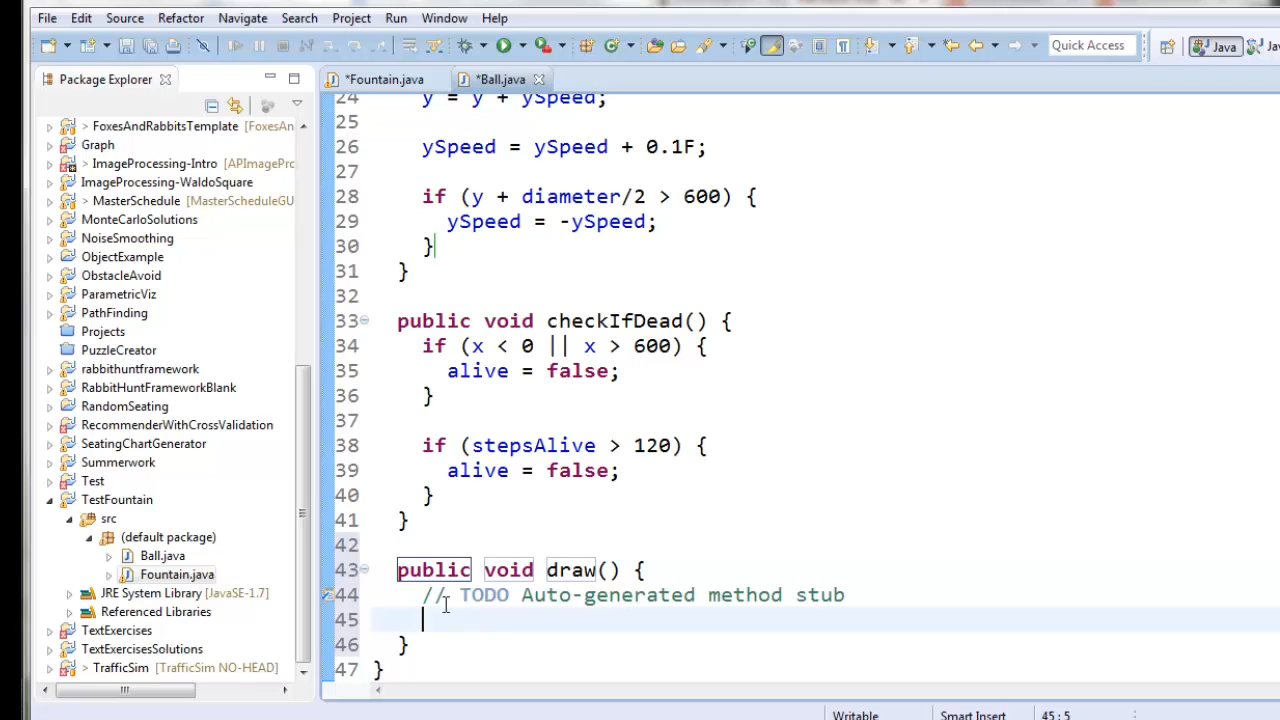 File Edit Source Refactor Navigate Search Project Run Window Help
Quick Access
Java
Package Explorer
*Fountain.java
*Ball.java
> FoxesAndRabbitsTemplate [FoxesAn
Graph
> ImageProcessing-Intro [APImagePro
ImageProcessing-WaldoSquare
> MasterSchedule [MasterScheduleGU
MonteCarloSolutions
NoiseSmoothing
ObjectExample
ObstacleAvoid
ParametricViz
PathFinding
Projects
PuzzleCreator
rabbithuntframework
RabbitHuntFrameworkBlank
RandomSeating
RecommenderWithCrossValidation
SeatingChartGenerator
Summerwork
Test
TestFountain
src
(default package)
Ball.java
Fountain.java
JRE System Library [JavaSE-1.7]
Referenced Libraries
TextExercises
TextExercisesSolutions
> TrafficSim [TrafficSim NO-HEAD]
24 y = y + ySpeed;
25
26 ySpeed = ySpeed + 0.1F;
27
28 if (y + diameter/2 > 600) {
29 ySpeed = -ySpeed;
30 }
31 }
32
33 public void checkIfDead() {
34 if (x < 0 || x > 600) {
35 alive = false;
36 }
37
38 if (stepsAlive > 120) {
39 alive = false;
40 }
41 }
42
43 public void draw() {
44 // TODO Auto-generated method stub
45
46 }
47 }
Writable Smart Insert 45 : 5